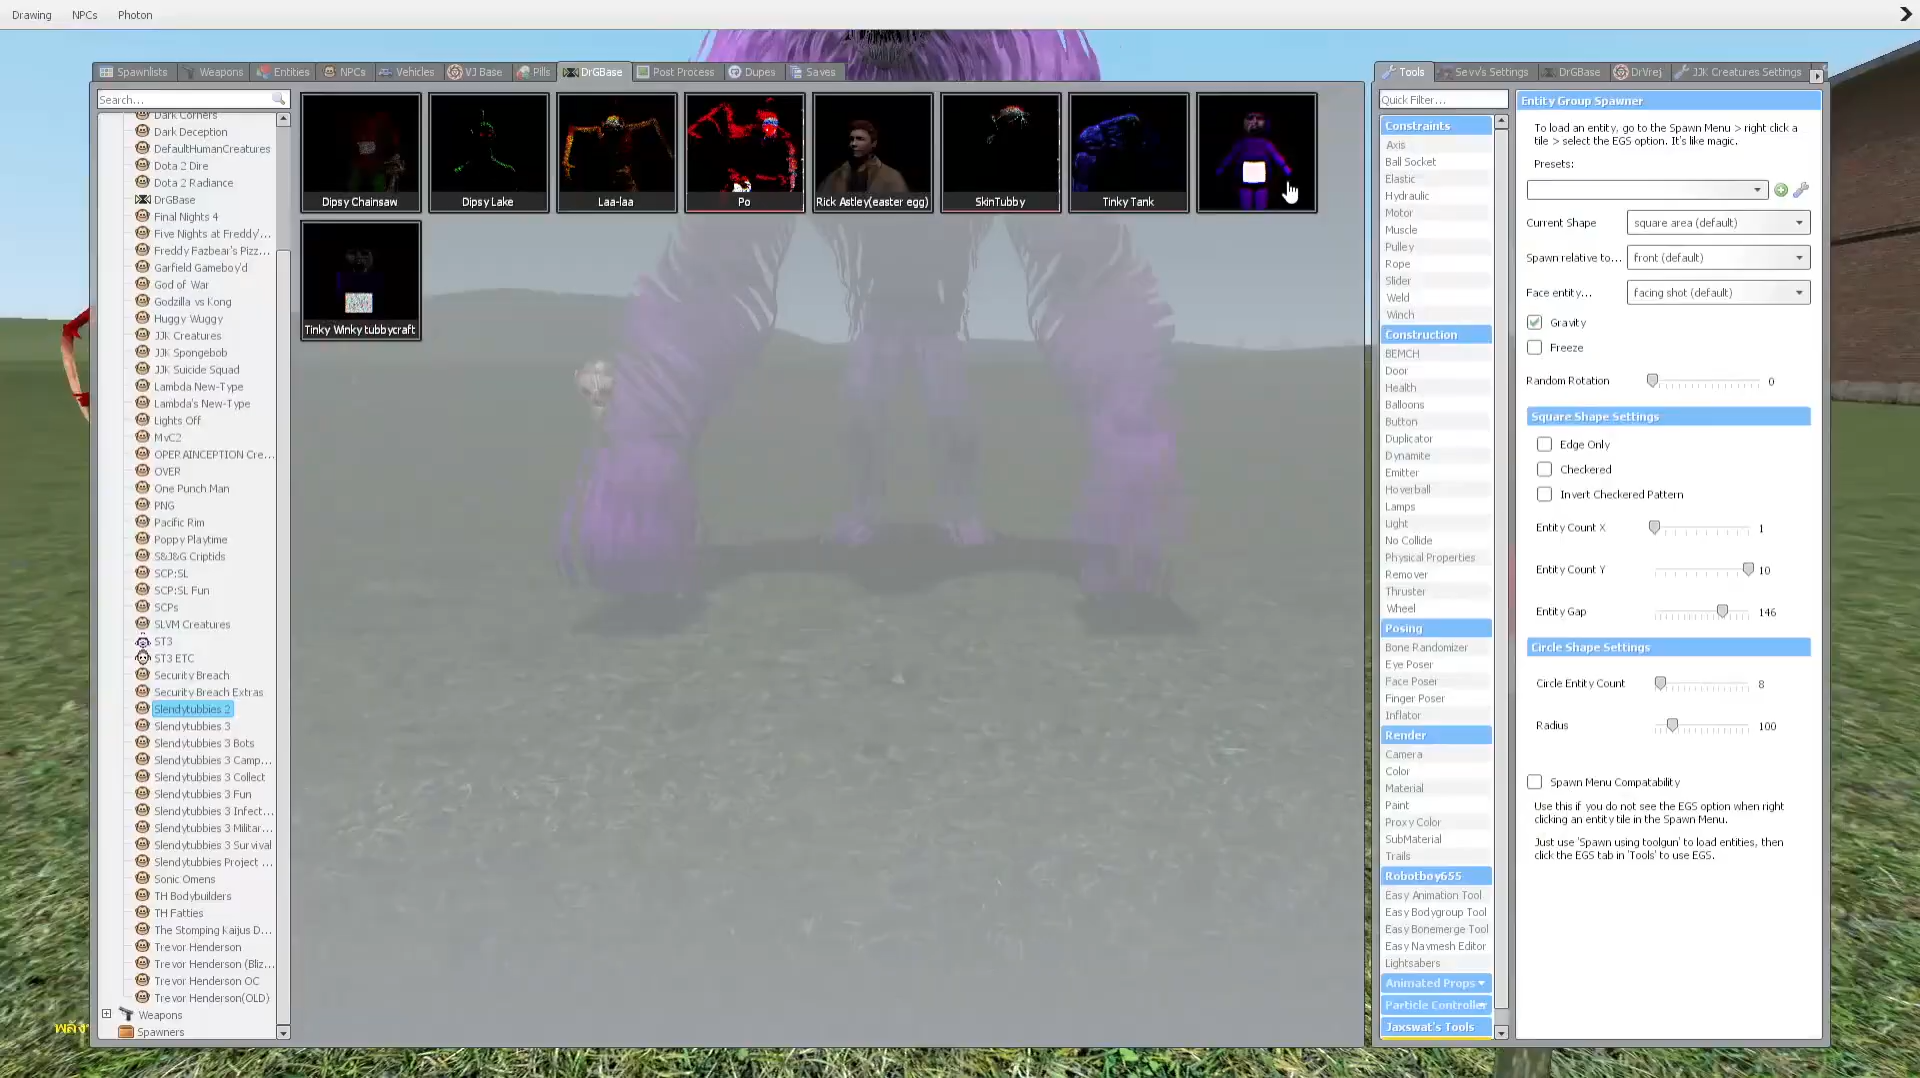 Drawing NPCs Photon
Spawnlists Weapons Entities NPCs Vehicles VJ Base Pills DrGBase Post Process Dupes Saves
Search...
Dark Corners
Dark Deception
DefaultHumanCreatures
Dota 2 Dire
Dota 2 Radiance
DrGBase
Final Nights 4
Five Nights at Freddy'...
Freddy Fazbear's Pizz...
Garfield Gameboy'd
God of War
Godzilla vs Kong
Huggy Wuggy
JJK Creatures
JJK Spongebob
JJK Suicide Squad
Lambda New-Type
Lambda's New-Type
Lights Off
MvC2
OPER AINCEPTION Cre...
OVER
One Punch Man
PNG
Pacific Rim
Poppy Playtime
S&J&G Criptids
SCP:SL
SCP:SL Fun
SCPs
SLVM Creatures
ST3
ST3 ETC
Security Breach
Security Breach Extras
Slendytubbies 2
Slendytubbies 3
Slendytubbies 3 Bots
Slendytubbies 3 Camp...
Slendytubbies 3 Collect
Slendytubbies 3 Fun
Slendytubbies 3 Infect...
Slendytubbies 3 Militar...
Slendytubbies 3 Survival
Slendytubbies Project ...
Sonic Omens
TH Bodybuilders
TH Fatties
The Stomping Kaijus D...
Trevor Henderson
Trevor Henderson (Bliz...
Trevor Henderson OC
Trevor Henderson(OLD)
Weapons
Spawners
Dipsy Chainsaw
Dipsy Lake
Laa-laa
Po
Rick Astley(easter egg)
SkinTubby
Tinky Tank
Tinky Winky tubbycraft
Tools Sevv's Settings DrGBase DrVrej JJK Creatures Settings
Quick Filter...
Constraints
Axis
Ball Socket
Elastic
Hydraulic
Motor
Muscle
Pulley
Rope
Slider
Weld
Winch
Construction
BEMCH
Door
Health
Balloons
Button
Duplicator
Dynamite
Emitter
Hoverball
Lamps
Light
No Collide
Physical Properties
Remover
Thruster
Wheel
Posing
Bone Randomizer
Eye Poser
Face Poser
Finger Poser
Inflator
Render
Camera
Color
Material
Paint
Proxy Color
SubMaterial
Trails
Robotboy655
Easy Animation Tool
Easy Bodygroup Tool
Easy Bonemerge Tool
Easy Navmesh Editor
Lightsabers
Animated Props
Particle Controller
Jaxswat's Tools
Entity Group Spawner
To load an entity, go to the Spawn Menu > right click a
tile > select the EGS option. It's like magic.
Presets:
Current Shape square area (default)
Spawn relative to... front (default)
Face entity... facing shot (default)
Gravity
Freeze
Random Rotation 0
Square Shape Settings
Edge Only
Checkered
Invert Checkered Pattern
Entity Count X 1
Entity Count Y 10
Entity Gap 146
Circle Shape Settings
Circle Entity Count 8
Radius 100
Spawn Menu Compatability
Use this if you do not see the EGS option when right
clicking an entity tile in the Spawn Menu.
Just use 'Spawn using toolgun' to load entities, then
click the EGS tab in 'Tools' to use EGS.